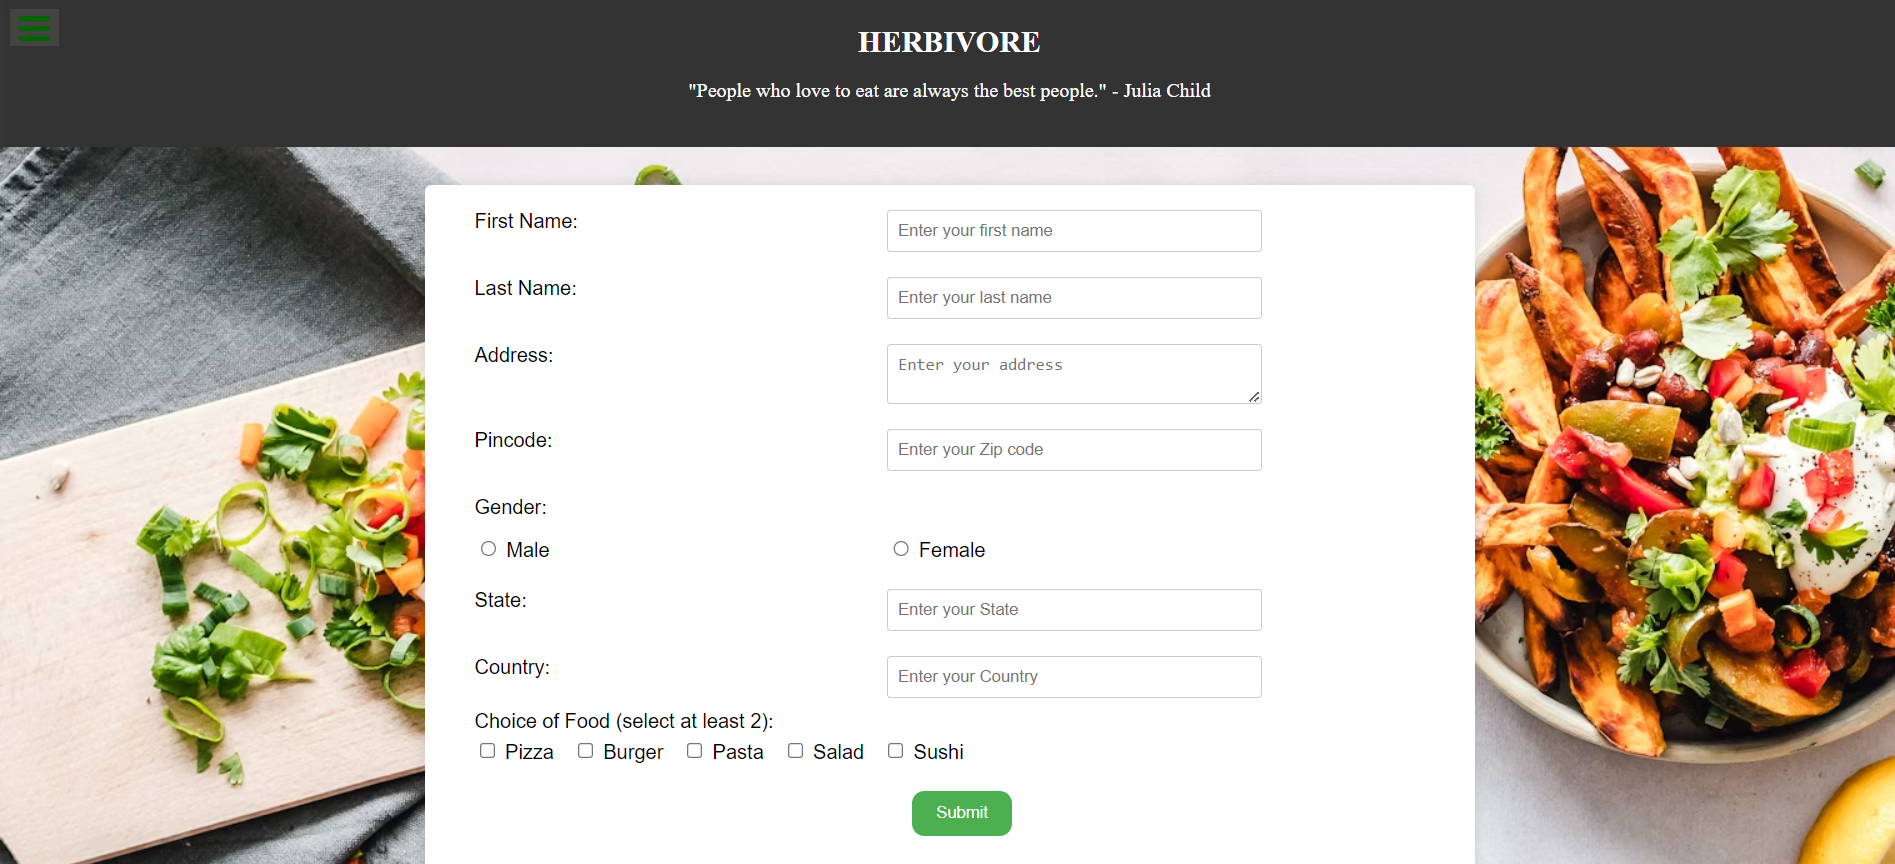 HERBIVORE
"People who love to eat are always the best people." - Julia Child
First Name:
Enter your first name
Last Name:
Enter your last name
Address:
Enter your address
Pincode:
Enter your Zip code
Gender:
Male Female
State:
Enter your State
Country:
Enter your Country
Choice of Food (select at least 2):
Pizza Burger Pasta Salad Sushi
Submit